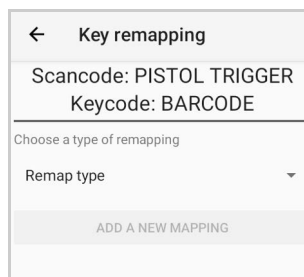 Key remapping
Scancode: PISTOL TRIGGER
Keycode: BARCODE
Choose a type of remapping
Remap type
ADD A NEW MAPPING